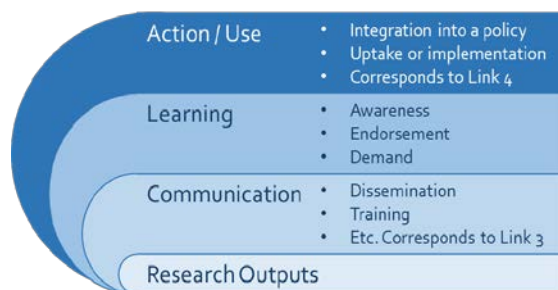 Action / Use
• Integration into a policy
• Uptake or implementation
• Corresponds to Link 4
Learning
• Awareness
• Endorsement
• Demand
Communication
• Dissemination
• Training
• Etc. Corresponds to Link 3
Research Outputs